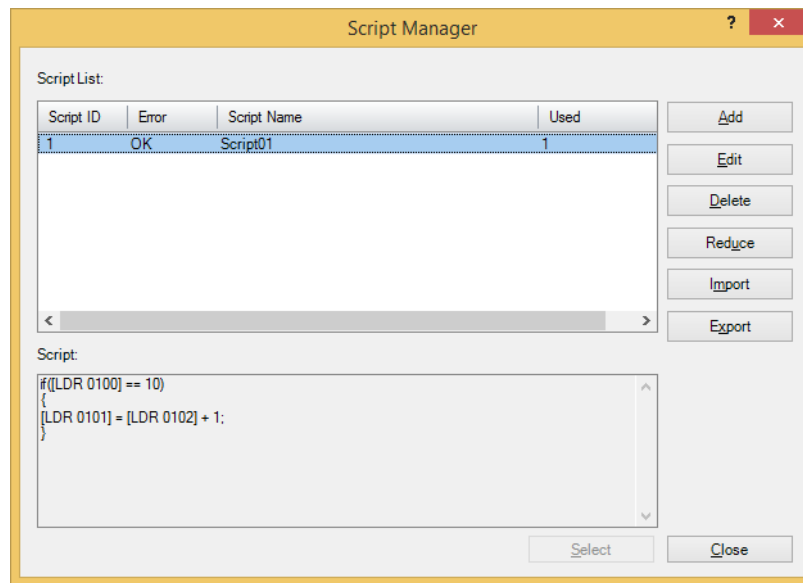 Script Manager
?
Script List:
Script ID Error Script Name Used
1 OK Script01 1
Add
Edit
Delete
Reduce
Import
Export
Script:
if([LDR 0100] == 10)
{
[LDR 0101] = [LDR 0102] + 1;
}
Select
Close